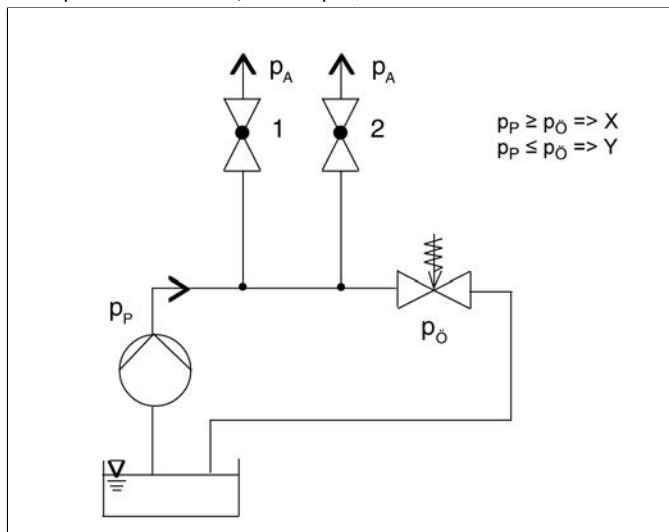 p_A p_A
1 2
p_P ≥ p_Ö => X
p_P ≤ p_Ö => Y
p_P
p_Ö